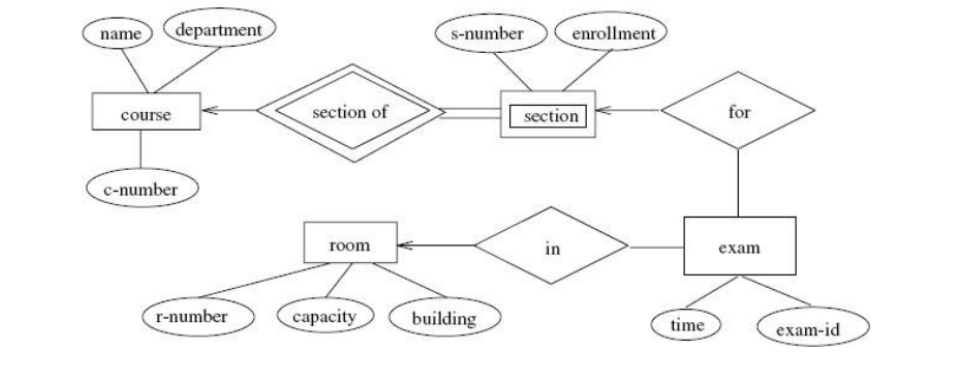 name
department
s-number
enrollment
course
section of
section
for
c-number
room
in
exam
r-number
capacity
building
time
exam-id